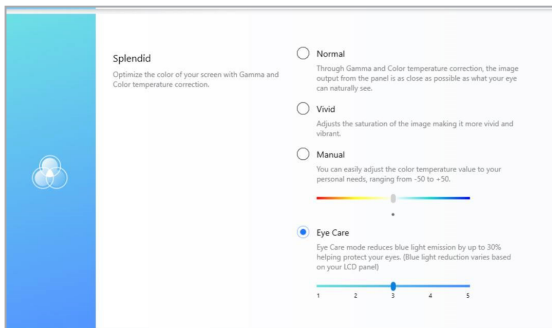 Splendid
Optimize the color of your screen with Gamma and
Color temperature correction.
Normal
Through Gamma and Color temperature correction, the image
output from the panel is as close as possible as what your eye
can naturally see.
Vivid
Adjusts the saturation of the image making it more vivid and
vibrant.
Manual
You can easily adjust the color temperature value to your
personal needs, ranging from -50 to +50.
Eye Care
Eye Care mode reduces blue light emission by up to 30%
helping protect your eyes. (Blue light reduction varies based
on your LCD panel)
1 2 3 4 5